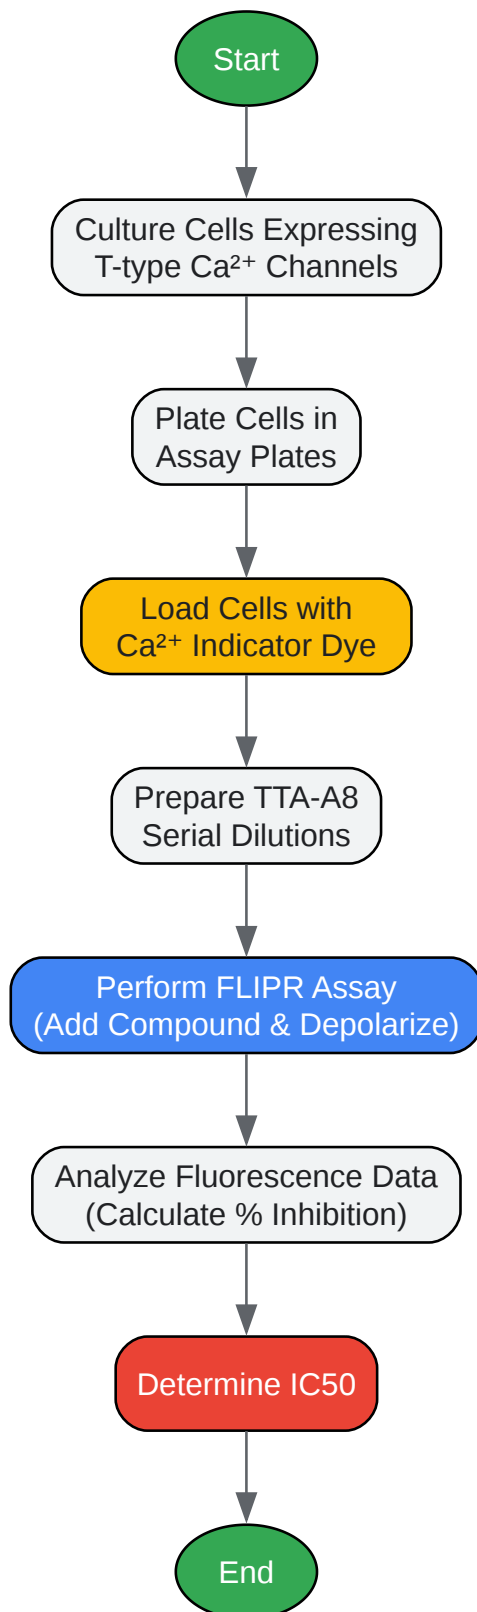 Start
Culture Cells Expressing
T-type Ca²⁺ Channels
Plate Cells in
Assay Plates
Load Cells with
Ca²⁺ Indicator Dye
Prepare TTA-A8
Serial Dilutions
Perform FLIPR Assay
(Add Compound & Depolarize)
Analyze Fluorescence Data
(Calculate % Inhibition)
Determine IC50
End